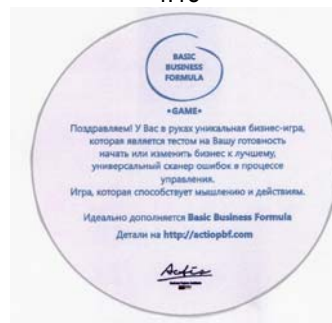 BASIC
BUSINESS
FORMULA
•GAME•
Поздравляем! У Вас в руках уникальная бизнес-игра,
которая является тестом на Вашу готовность
начать или изменить бизнес к лучшему,
универсальный сканер ошибок в процессе
управления.
Игра, которая способствует мышлению и действиям.
Идеально дополняется Basic Business Formula
Детали на http://actiopbf.com
Actio